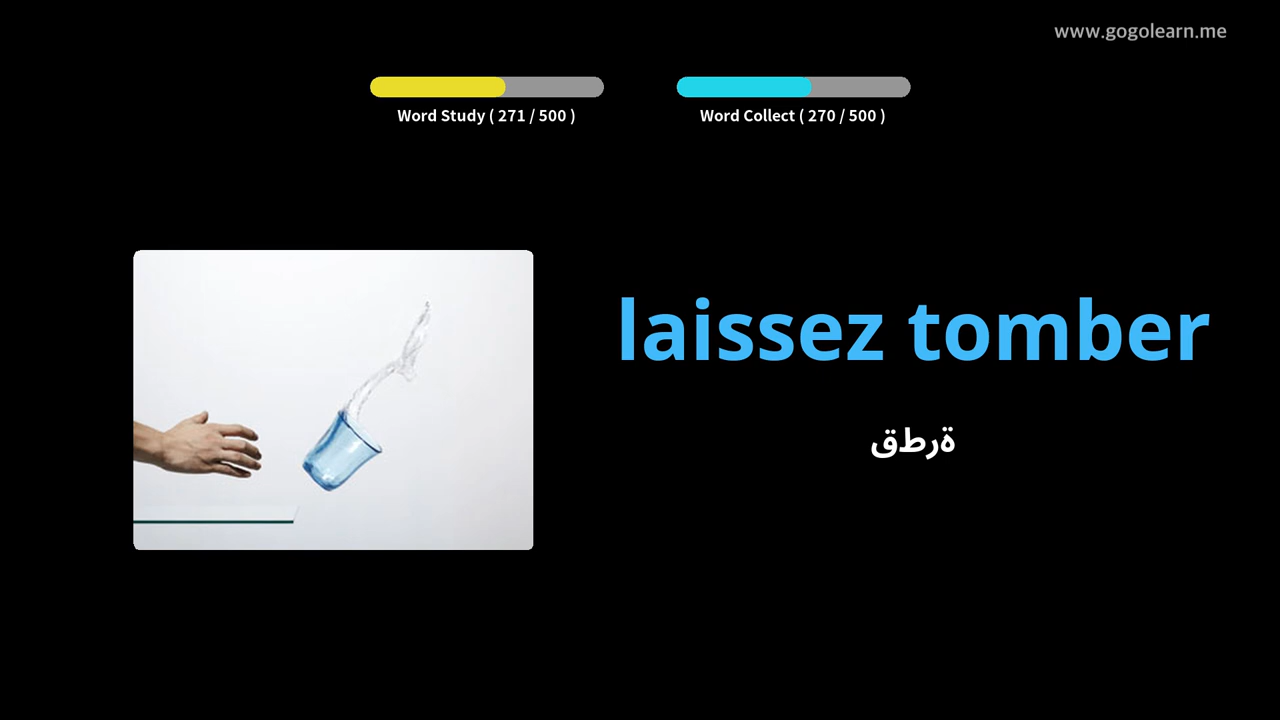 www.gogolearn.me
Word Study ( 271 / 500 )
Word Collect ( 270 / 500 )
laissez tomber
ةرطق